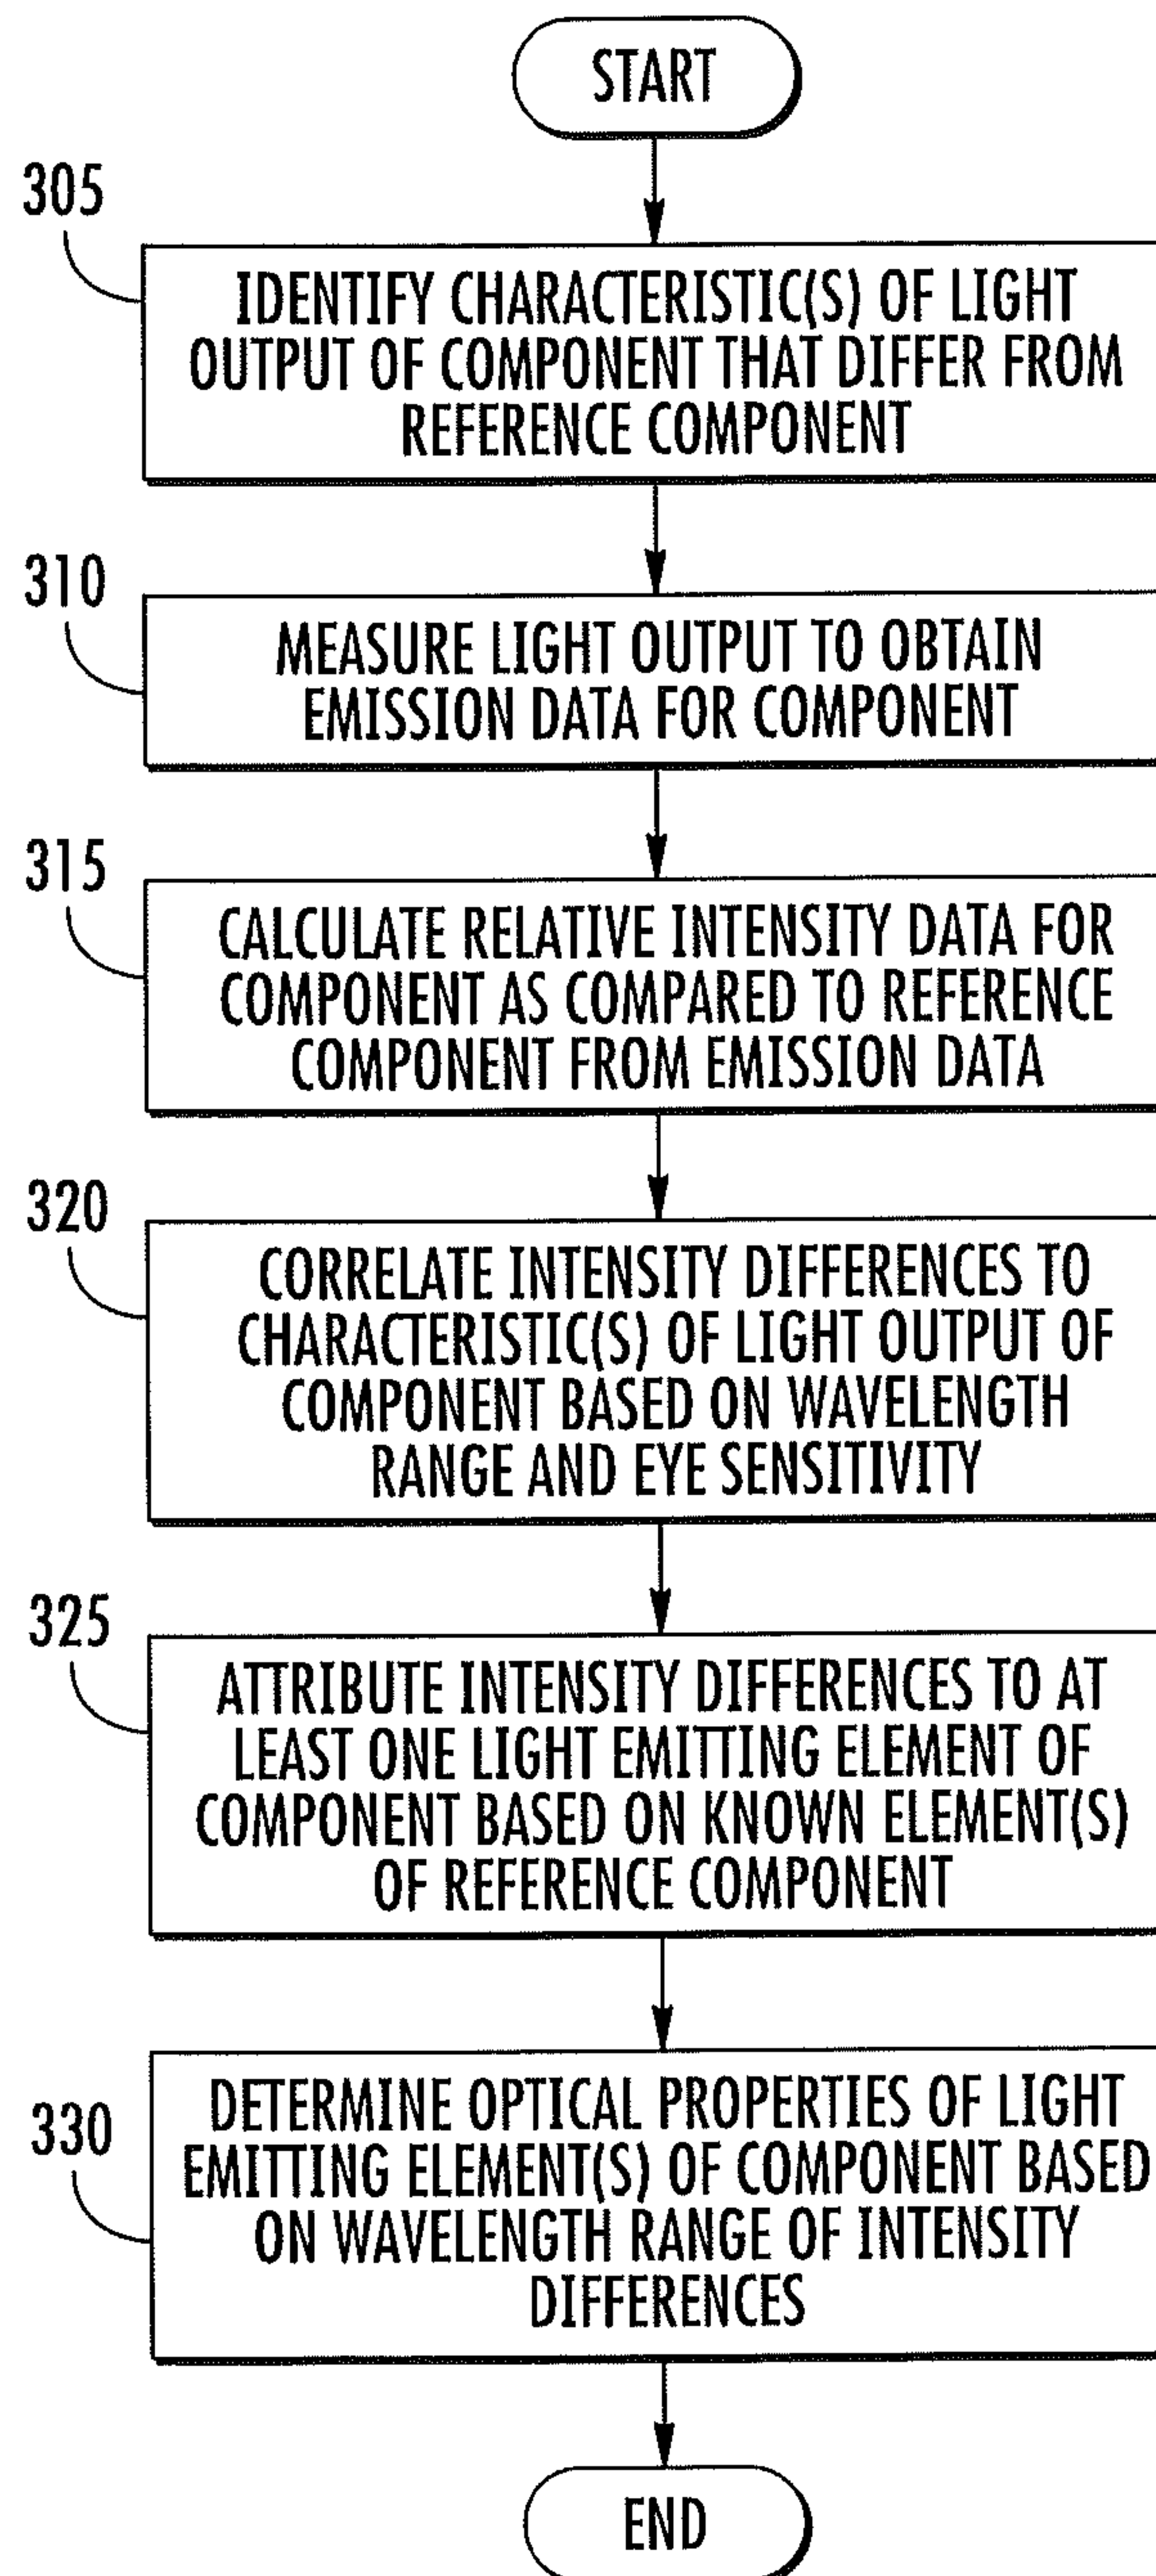 START
305
IDENTIFY CHARACTERISTIC(S) OF LIGHT
OUTPUT OF COMPONENT THAT DIFFER FROM
REFERENCE COMPONENT
310
MEASURE LIGHT OUTPUT TO OBTAIN
EMISSION DATA FOR COMPONENT
315
CALCULATE RELATIVE INTENSITY DATA FOR
COMPONENT AS COMPARED TO REFERENCE
COMPONENT FROM EMISSION DATA
320
CORRELATE INTENSITY DIFFERENCES TO
CHARACTERISTIC(S) OF LIGHT OUTPUT OF
COMPONENT BASED ON WAVELENGTH
RANGE AND EYE SENSITIVITY
325
ATTRIBUTE INTENSITY DIFFERENCES TO AT
LEAST ONE LIGHT EMITTING ELEMENT OF
COMPONENT BASED ON KNOWN ELEMENT(S)
OF REFERENCE COMPONENT
330
DETERMINE OPTICAL PROPERTIES OF LIGHT
EMITTING ELEMENT(S) OF COMPONENT BASED
ON WAVELENGTH RANGE OF INTENSITY
DIFFERENCES
END